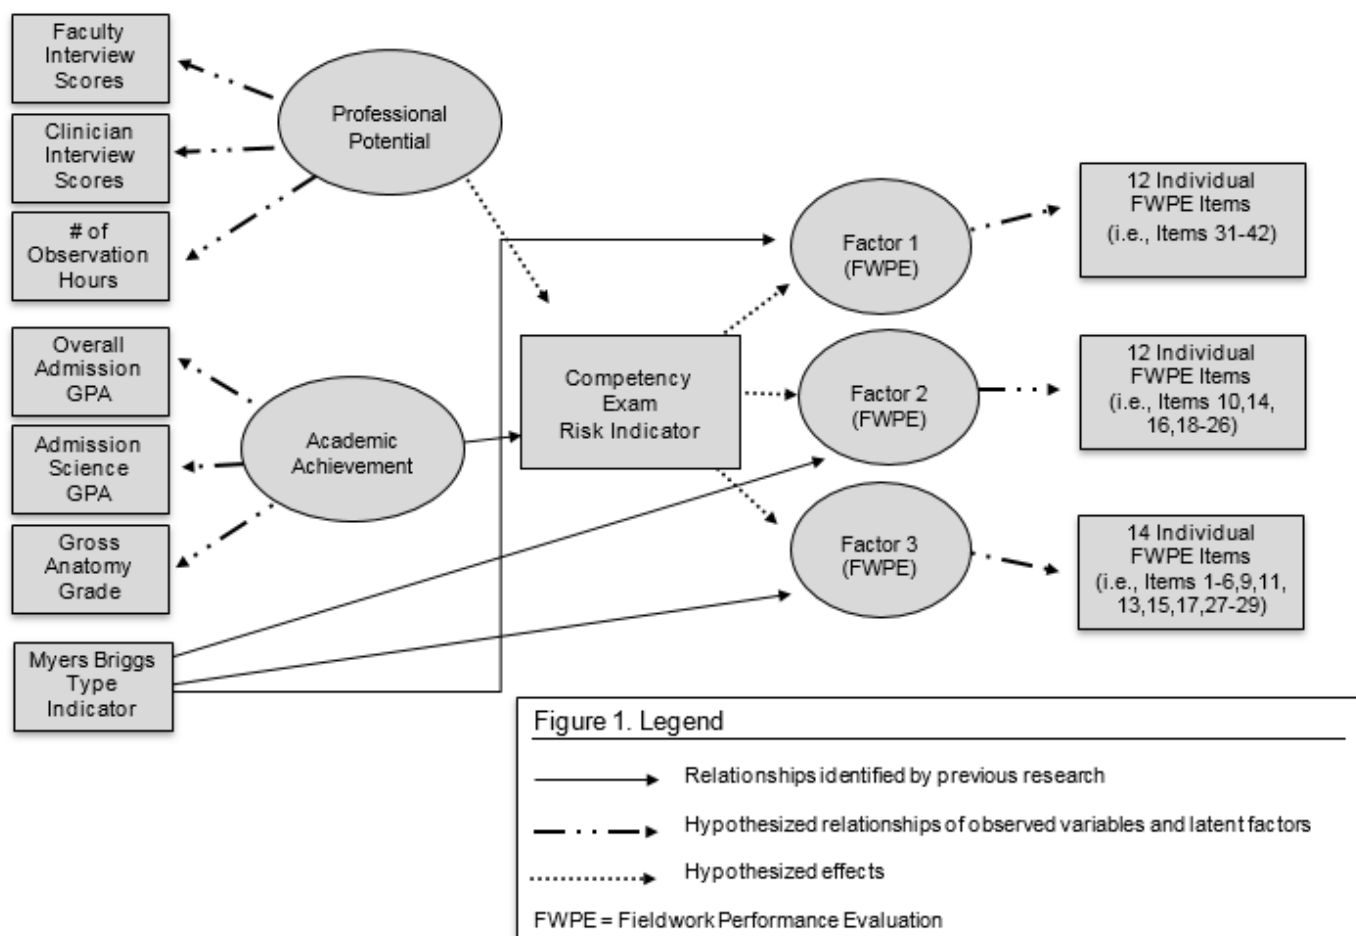 Faculty
Interview
Scores
Clinician
Interview
Scores
# of
Observation
Hours
Overall
Admission
GPA
Admission
Science
GPA
Gross
Anatomy
Grade
Myers Briggs
Type
Indicator
Professional
Potential
Academic
Achievement
Competency
Exam
Risk Indicator
Factor 1
(FWPE)
Factor 2
(FWPE)
Factor 3
(FWPE)
12 Individual
FWPE Items
(i.e., Items 31-42)
12 Individual
FWPE Items
(i.e., Items 10,14,
16,18-26)
14 Individual
FWPE Items
(i.e., Items 1-6,9,11,
13,15,17,27-29)
Figure 1. Legend
Relationships identified by previous research
Hypothesized relationships of observed variables and latent factors
Hypothesized effects
FWPE = Fieldwork Performance Evaluation